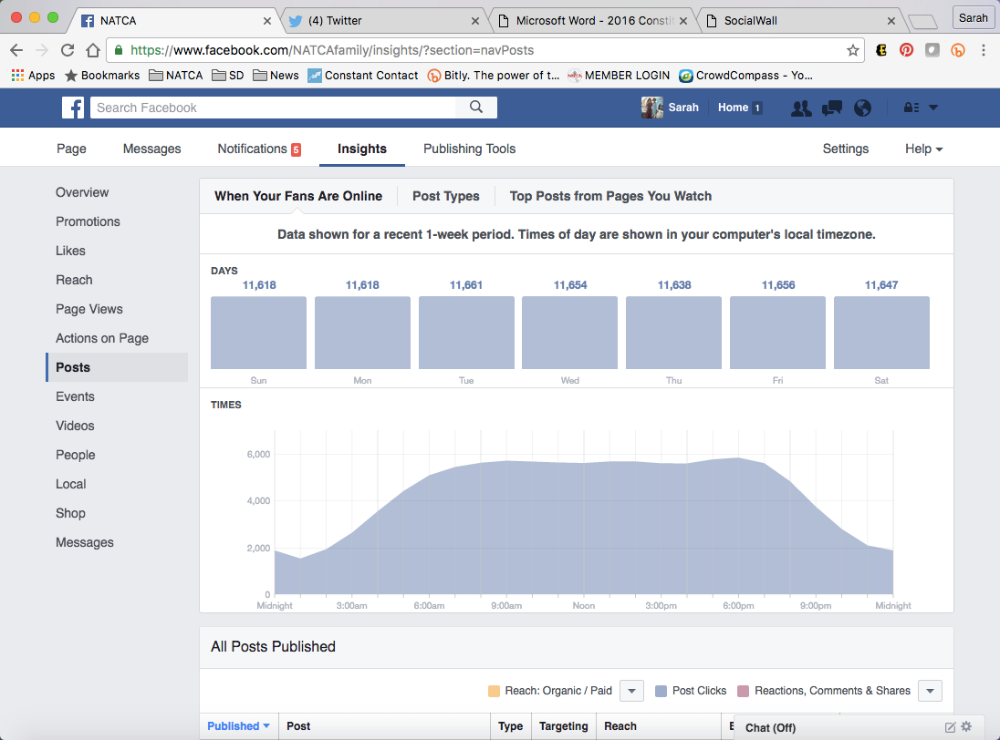 NATCA
(4) Twitter
Microsoft Word - 2016 Constit
SocialWall
Sarah
https://www.facebook.com/NATCAfamily/insights/?section=navPosts
Apps Bookmarks NATCA SD News Constant Contact Bitly. The power of t... MEMBER LOGIN CrowdCompass - Yo...
Search Facebook
Sarah Home 1
Page Messages Notifications 5 Insights Publishing Tools Settings Help
Overview
Promotions
Likes
Reach
Page Views
Actions on Page
Posts
Events
Videos
People
Local
Shop
Messages
When Your Fans Are Online Post Types Top Posts from Pages You Watch
Data shown for a recent 1-week period. Times of day are shown in your computer's local timezone.
DAYS
11,618 11,618 11,661 11,654 11,638 11,656 11,647
Sun Mon Tue Wed Thu Fri Sat
TIMES
6,000
4,000
2,000
0
Midnight 3:00am 6:00am 9:00am Noon 3:00pm 6:00pm 9:00pm Midnight
All Posts Published
Reach: Organic / Paid Post Clicks Reactions, Comments & Shares
Published Post Type Targeting Reach
Chat (Off)